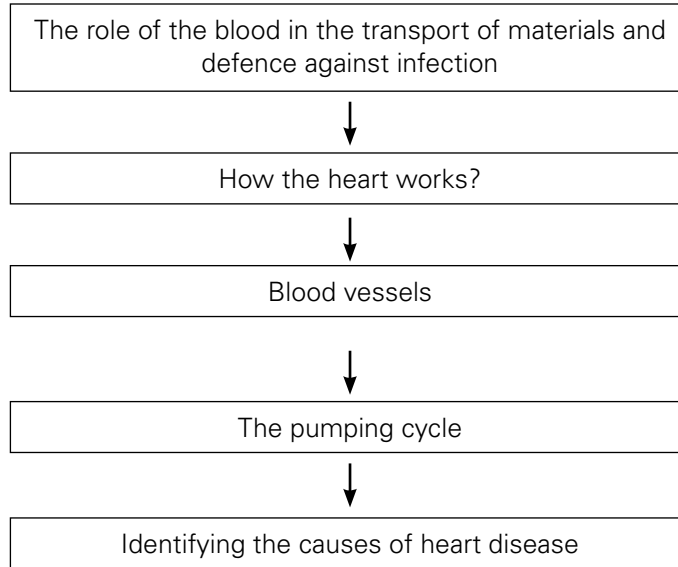 The role of the blood in the transport of materials and
defence against infection
How the heart works?
Blood vessels
The pumping cycle
Identifying the causes of heart disease